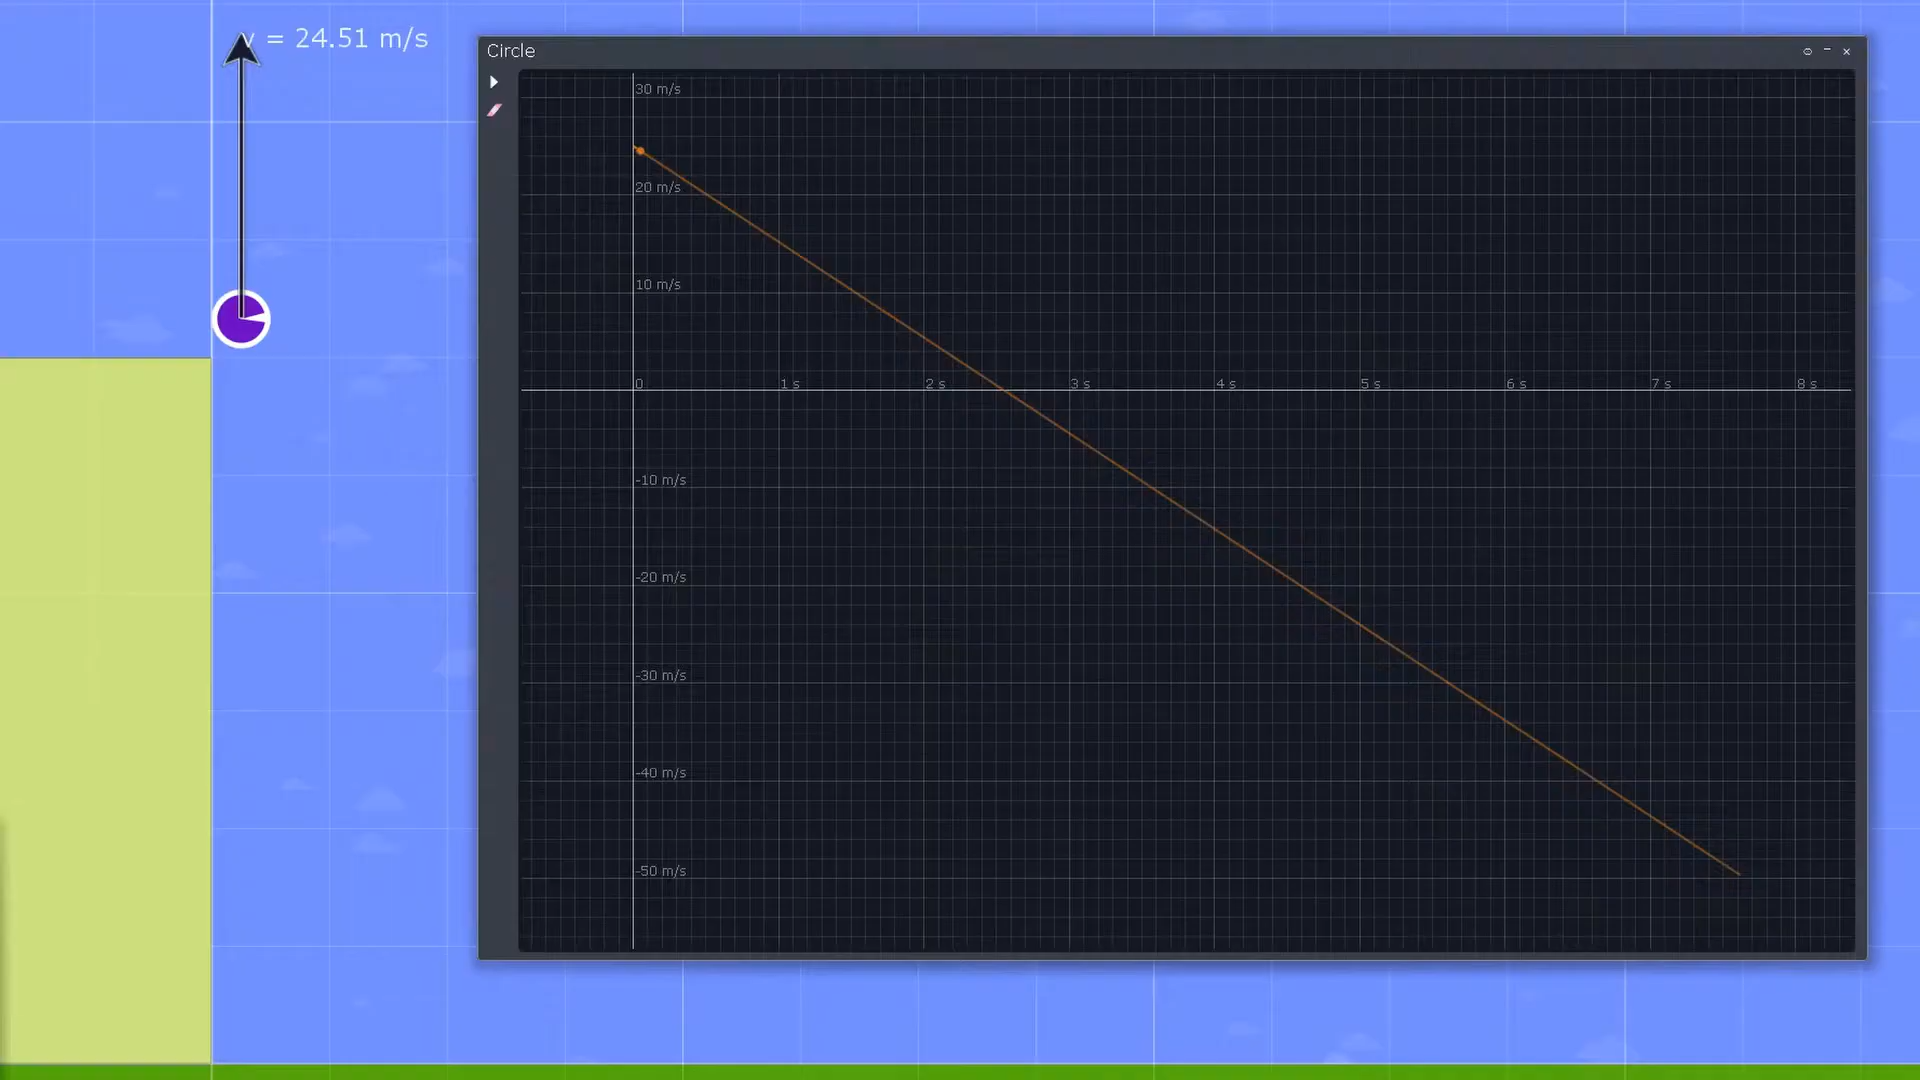 = 24.51 m/s
Circle
30 m/s
20 m/s
10 m/s
0 1 s 2 s 3 s 4 s 5 s 6 s 7 s 8 s
-10 m/s
-20 m/s
-30 m/s
-40 m/s
-50 m/s